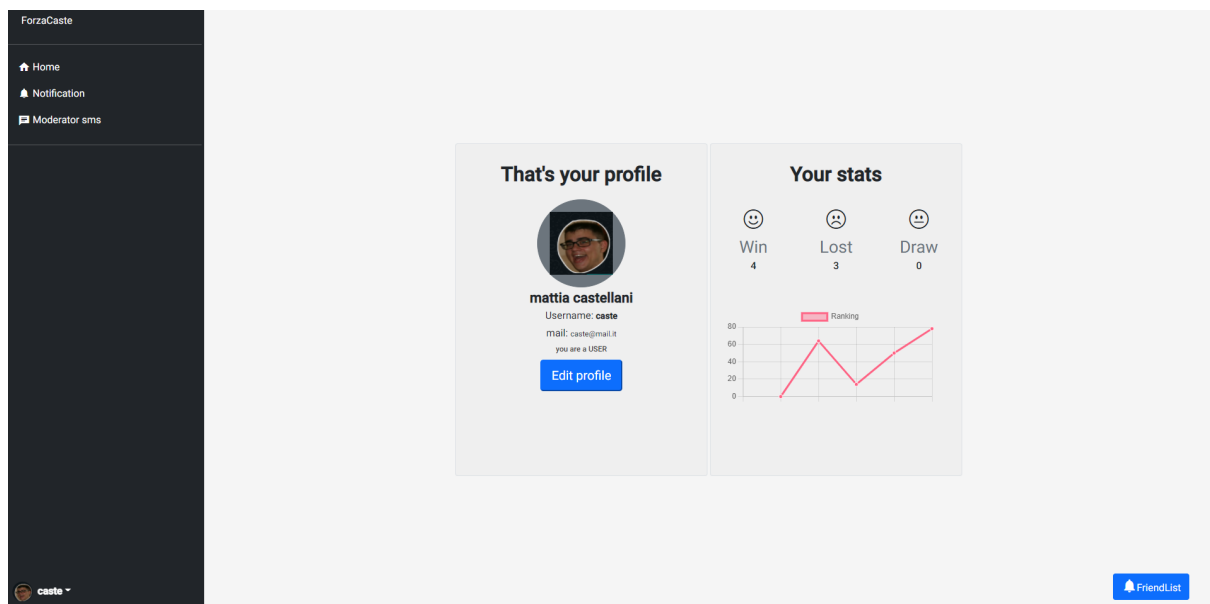 ForzaCaste
Home
Notification
Moderator sms
caste
That's your profile
mattia castellani
Username: caste
mail: caste@mail.it
you are a USER
Edit profile
Your stats
Win Lost Draw
4 3 0
Ranking
80
60
40
20
0
FriendList